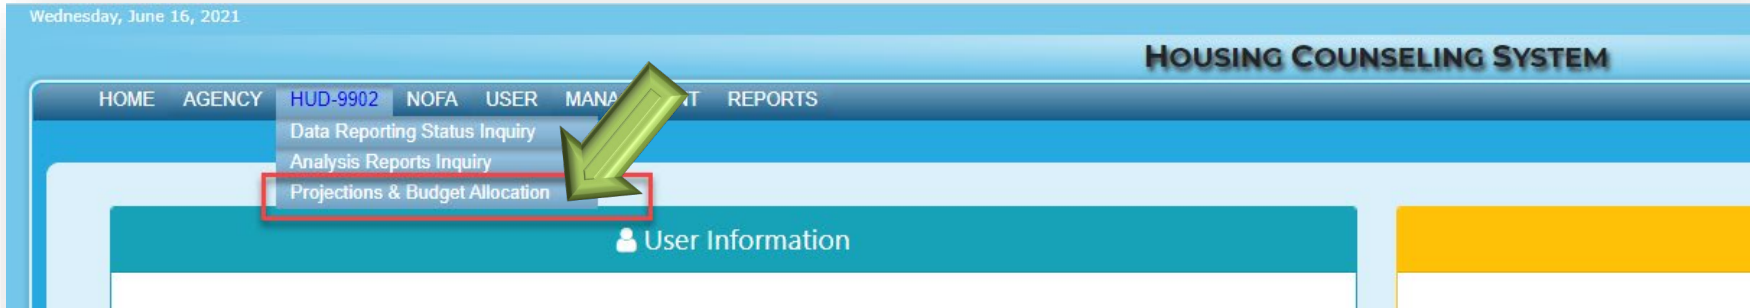 Wednesday, June 16, 2021
HOUSING COUNSELING SYSTEM
HOME AGENCY HUD-9902 NOFA USER REPORTS
Data Reporting Status Inquiry
Analysis Reports Inquiry
Projections & Budget Allocation
User Information